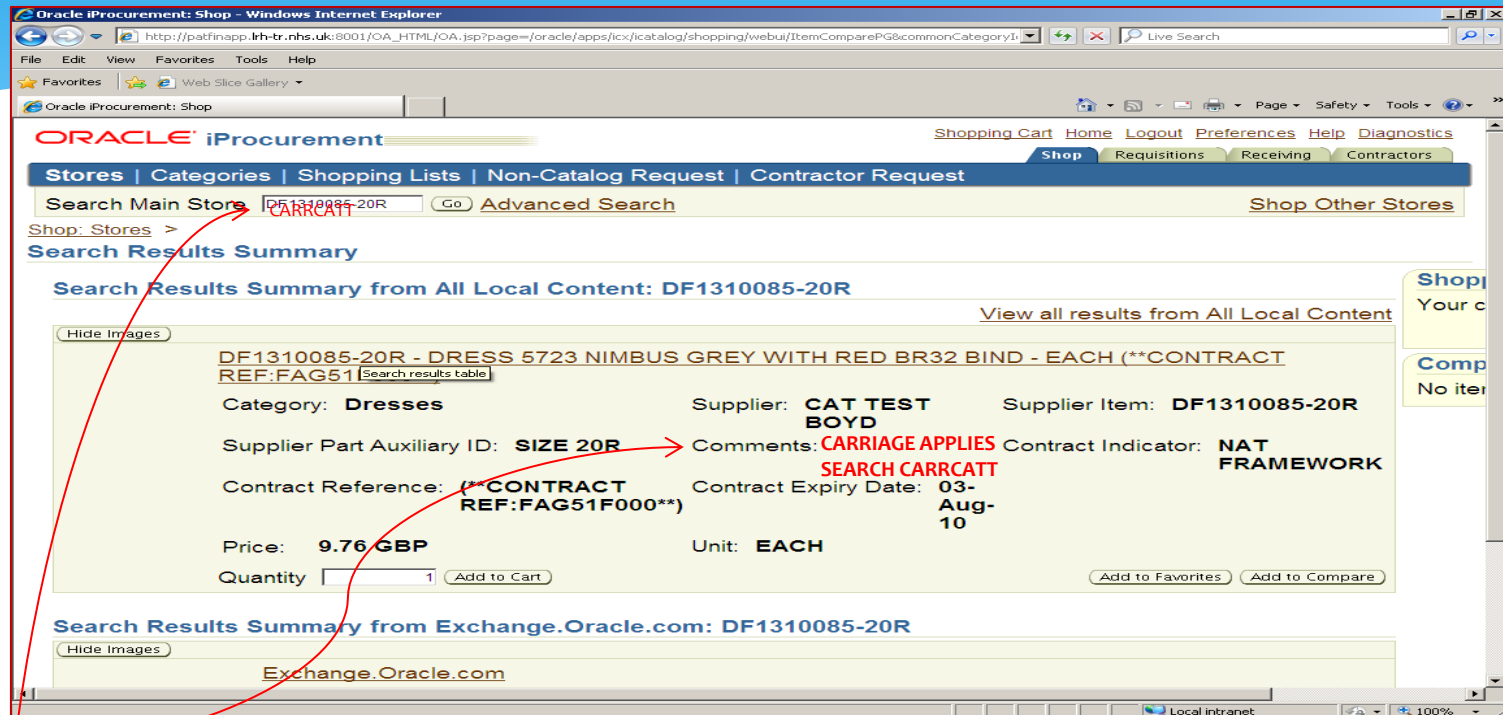 Oracle iProcurement: Shop - Windows Internet Explorer
http://patfinapp.lrh-tr.nhs.uk:8001/OA_HTML/OA.jsp?page=/oracle/apps/icx/icatalog/shopping/webui/ItemComparePG&commonCategoryI
Live Search
File Edit View Favorites Tools Help
Favorites Web Slice Gallery
Oracle iProcurement: Shop
Page Safety Tools
ORACLE iProcurement
Shopping Cart Home Logout Preferences Help Diagnostics
Shop Requisitions Receiving Contractors
Stores | Categories | Shopping Lists | Non-Catalog Request | Contractor Request
Search Main Store DF1310085-20R Go Advanced Search Shop Other Stores
CARRCATT
Shop: Stores >
Search Results Summary
Search Results Summary from All Local Content: DF1310085-20R
View all results from All Local Content
Hide Images
DF1310085-20R - DRESS 5723 NIMBUS GREY WITH RED BR32 BIND - EACH (**CONTRACT
REF:FAG51
Search results table
Category: Dresses Supplier: CAT TEST BOYD Supplier Item: DF1310085-20R
Supplier Part Auxiliary ID: SIZE 20R Comments: CARRIAGE APPLIES SEARCH CARRCATT Contract Indicator: NAT FRAMEWORK
Contract Reference: (**CONTRACT REF:FAG51F000**) Contract Expiry Date: 03-Aug-10
Price: 9.76 GBP Unit: EACH
Quantity 1 Add to Cart Add to Favorites Add to Compare
Search Results Summary from Exchange.Oracle.com: DF1310085-20R
Hide Images
Exchange.Oracle.com
Shop
Your c
Comp
No iter
Local intranet 100%